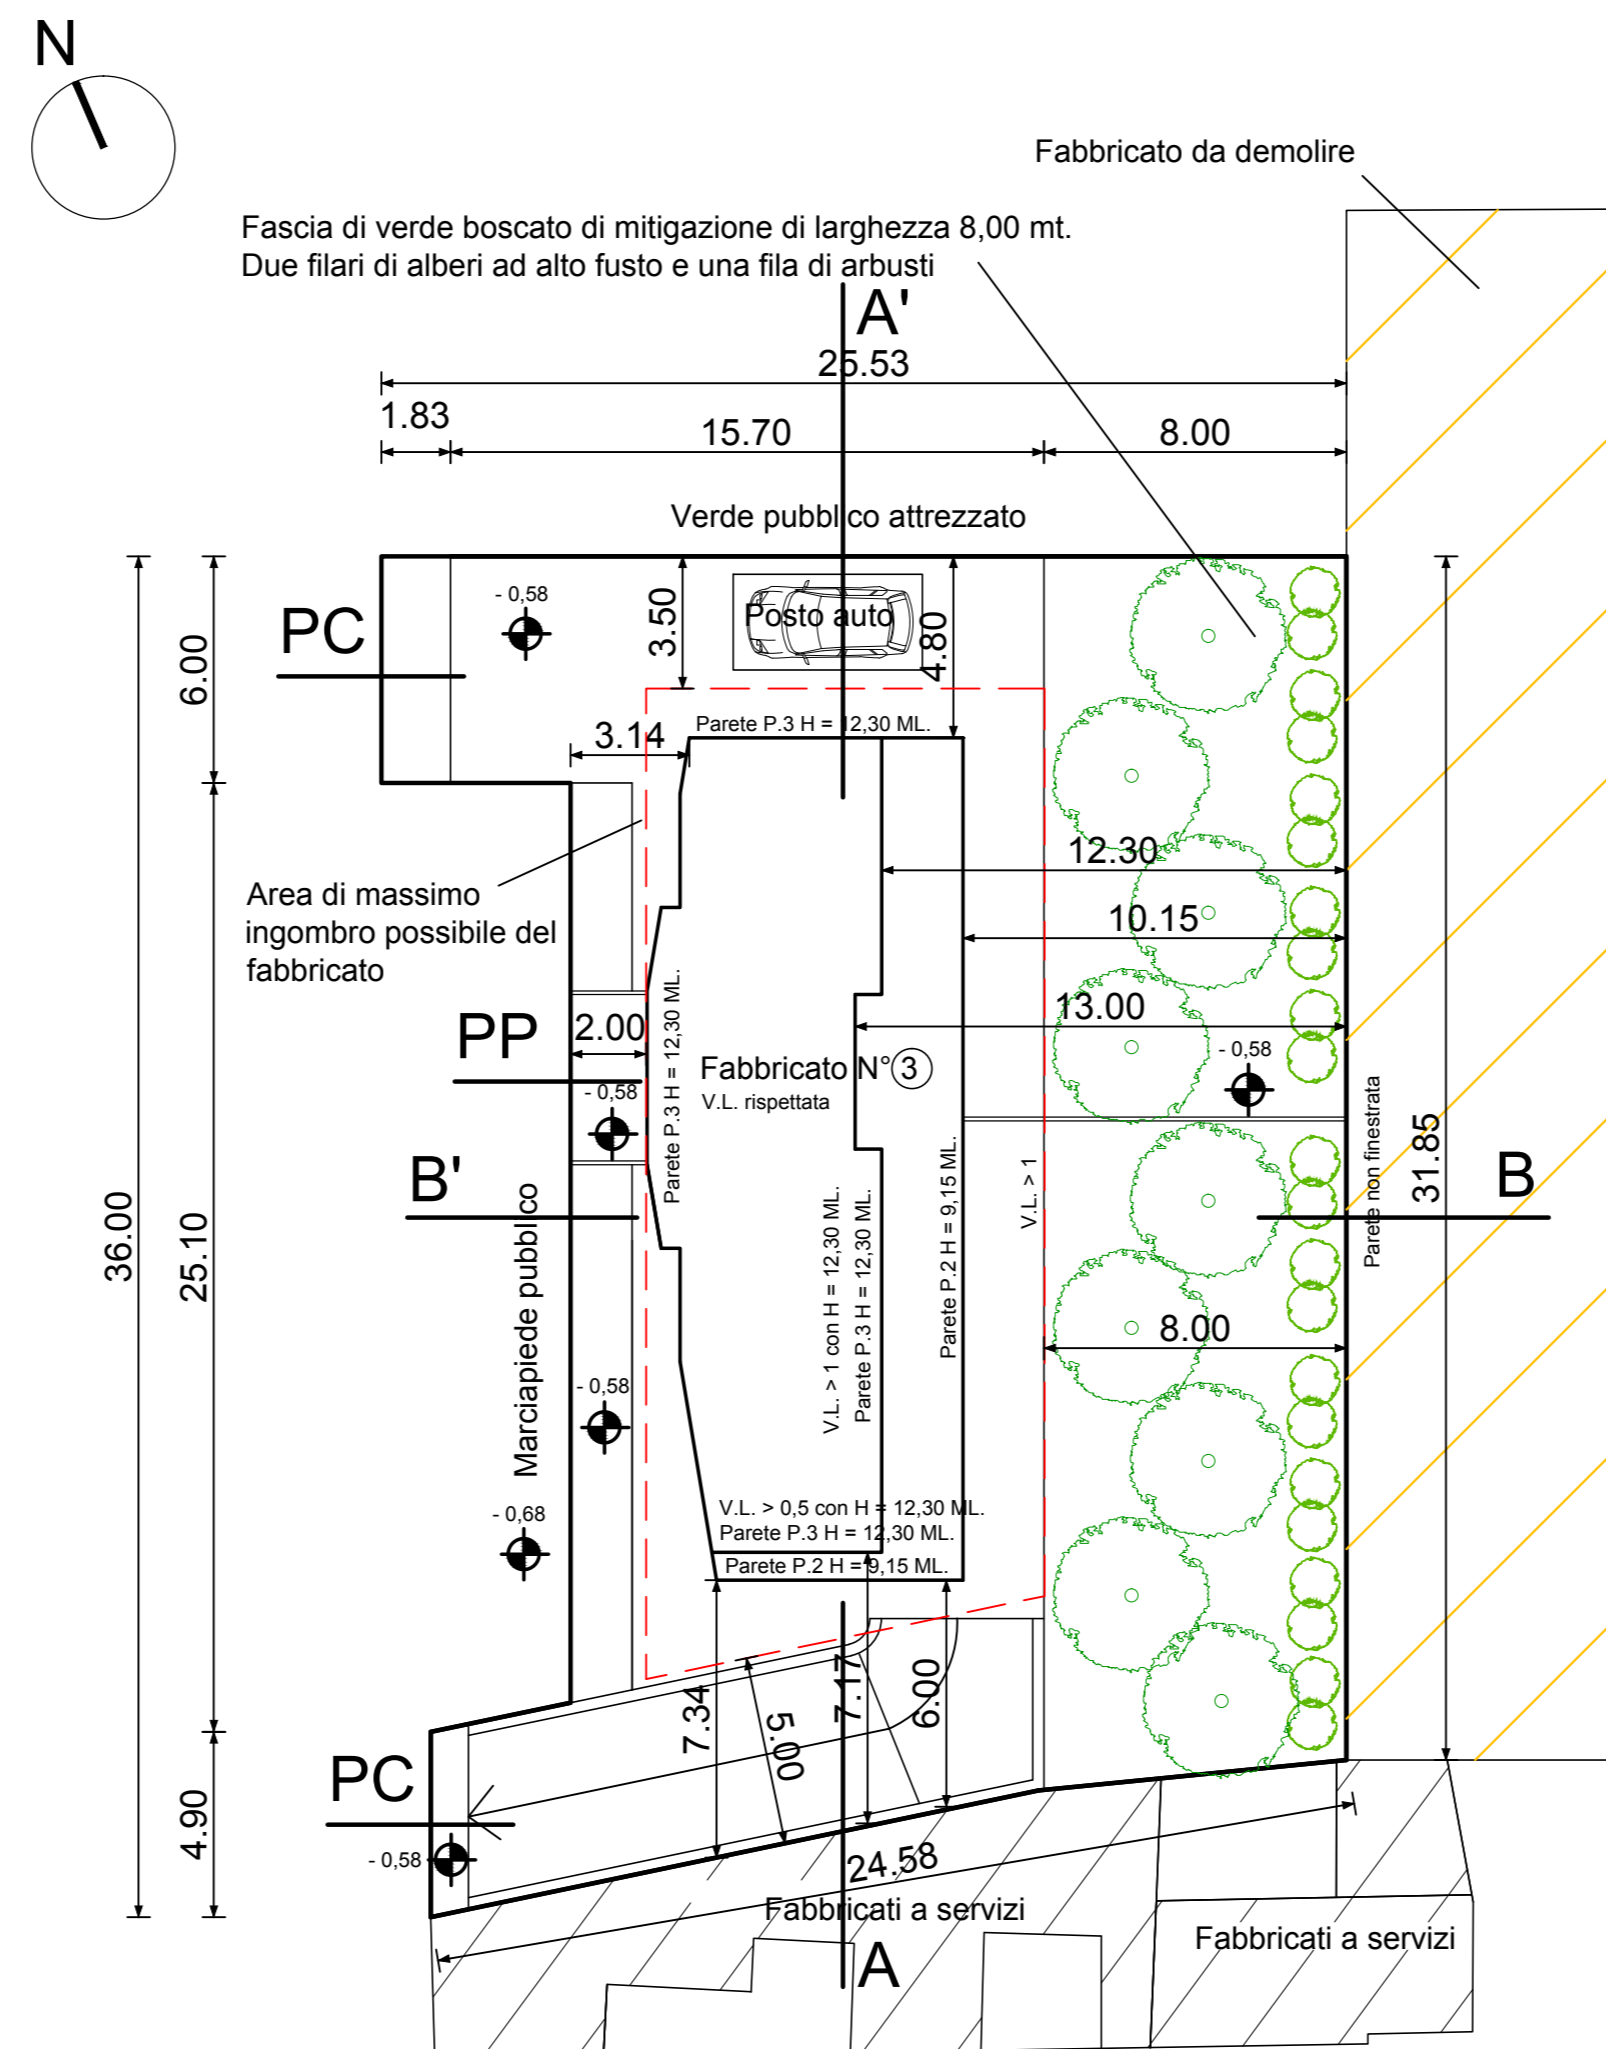 N
Fabbricato da demolire
Fascia di verde boscato di mitigazione di larghezza 8,00 mt.
Due filari di alberi ad alto fusto e una fila di arbusti
A'
25.53
1.83
15.70
8.00
Verde pubblico attrezzato
- 0,58
PC
3.50
Posto auto
4.80
6.00
Parete P.3 H = 12,30 ML.
3.14
12.30
Area di massimo
ingombro possibile del
fabbricato
10.15
13.00
PP
2.00
Parete P.3 H = 12,30 ML.
Fabbricato N° 3
V.L. rispettata
- 0,58
- 0,58
Parete non finestrata
31.85
B'
B
36.00
25.10
Marciapiede pubblico
V.L. > 1 con H = 12,30 ML.
Parete P.3 H = 12,30 ML.
Parete P.2 H = 9,15 ML.
V.L. > 1
8.00
- 0,58
- 0,68
V.L. > 0,5 con H = 12,30 ML.
Parete P.3 H = 12,30 ML.
Parete P.2 H = 9,15 ML.
7.34
5.00
7.17
6.00
PC
4.90
- 0,58
24.58
Fabbricati a servizi
Fabbricati a servizi
A